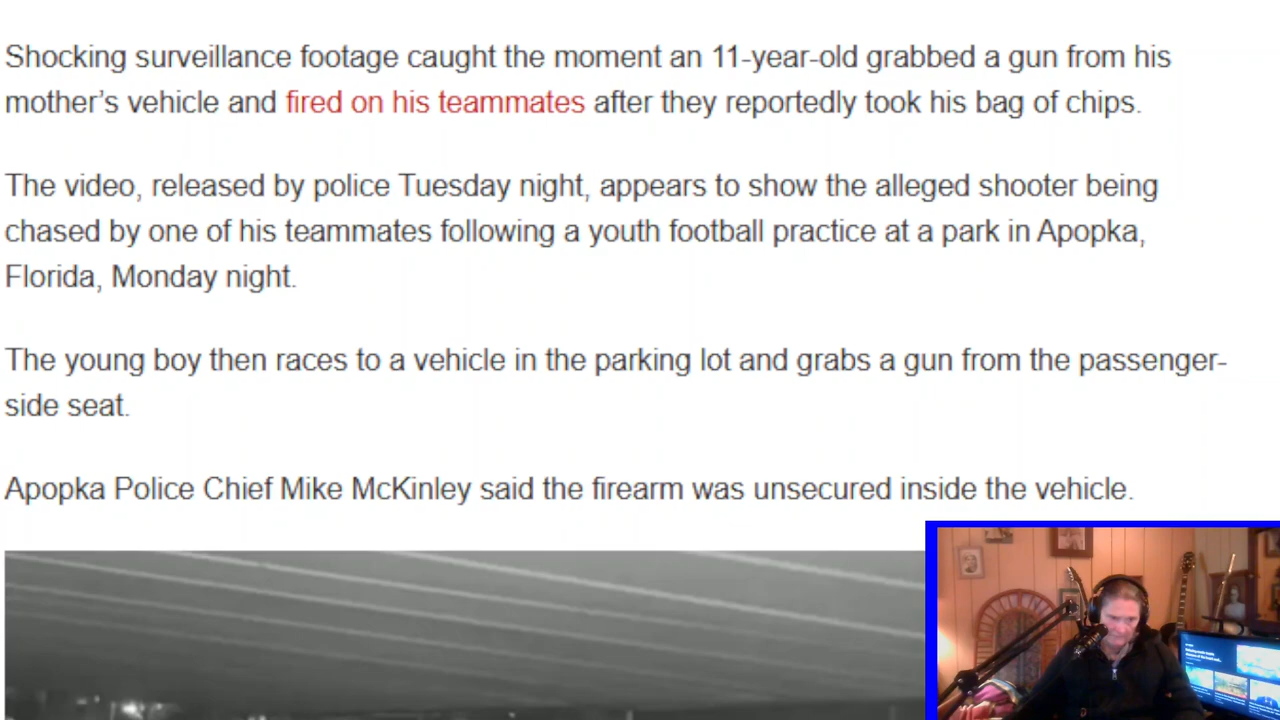 Shocking surveillance footage caught the moment an 11-year-old grabbed a gun from his
mother’s vehicle and fired on his teammates after they reportedly took his bag of chips.
The video, released by police Tuesday night, appears to show the alleged shooter being
chased by one of his teammates following a youth football practice at a park in Apopka,
Florida, Monday night.
The young boy then races to a vehicle in the parking lot and grabs a gun from the passenger-
side seat.
Apopka Police Chief Mike McKinley said the firearm was unsecured inside the vehicle.